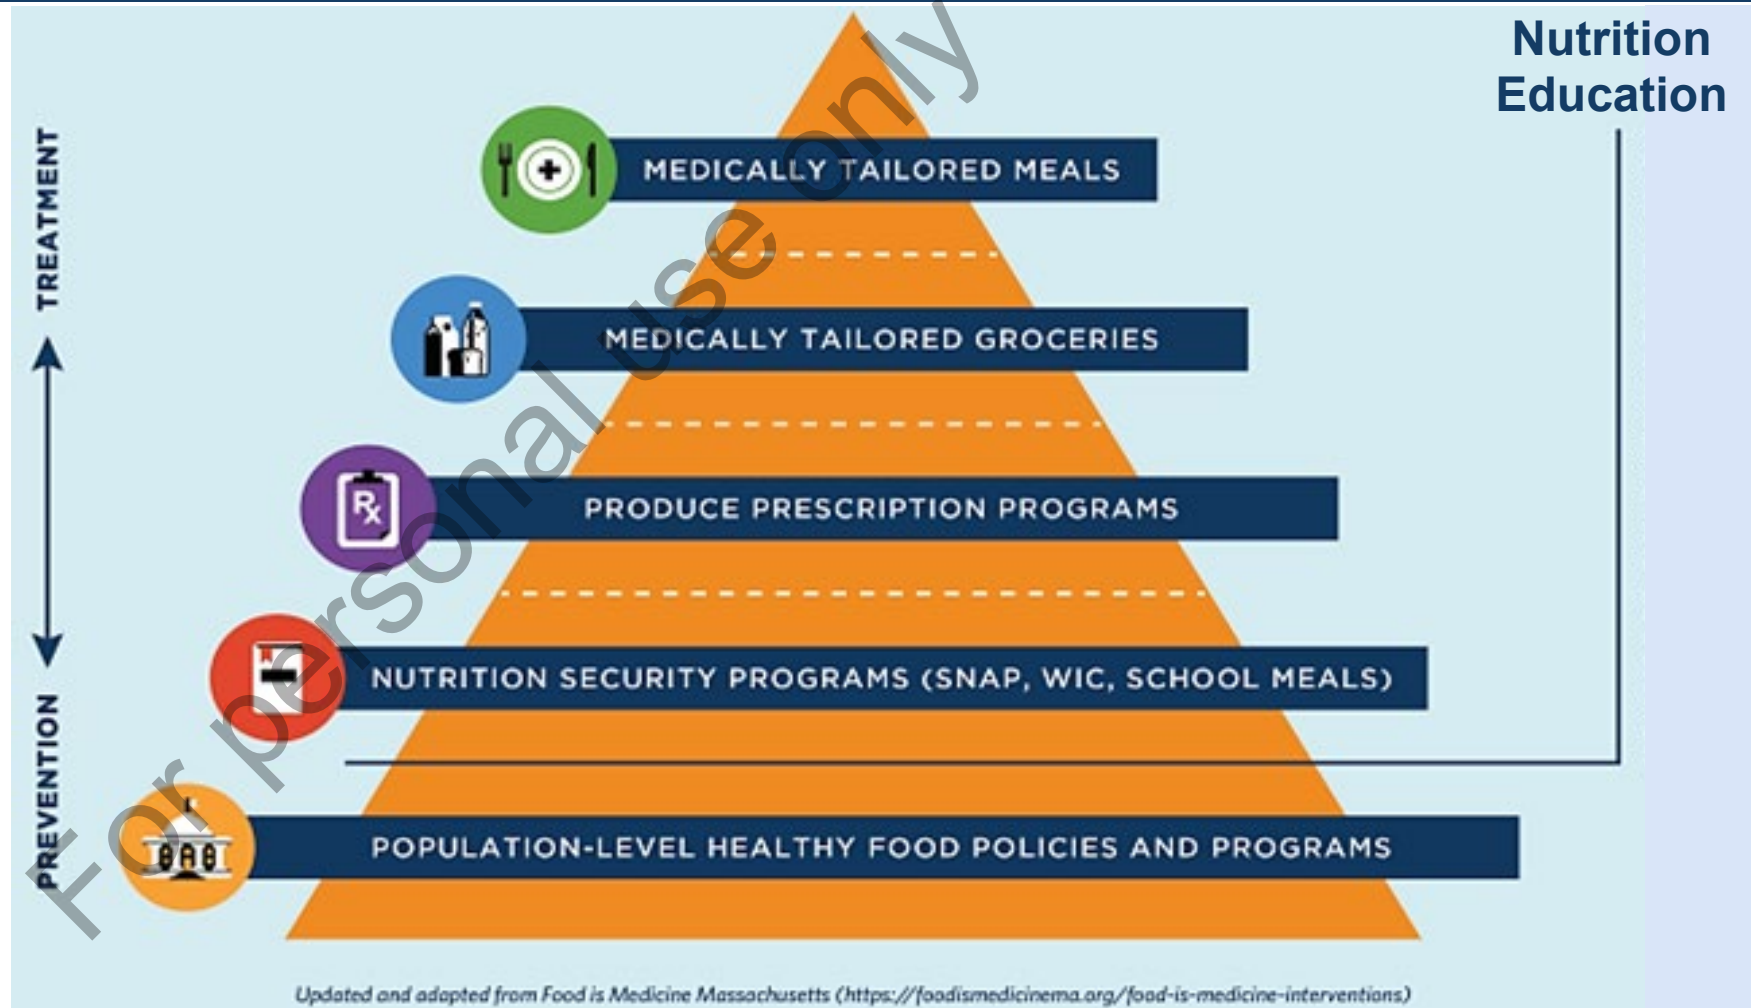 Nutrition
Education
TREATMENT
MEDICALLY TAILORED MEALS
MEDICALLY TAILORED GROCERIES
Rx
PRODUCE PRESCRIPTION PROGRAMS
NUTRITION SECURITY PROGRAMS (SNAP, WIC, SCHOOL MEALS)
PREVENTION
POPULATION-LEVEL HEALTHY FOOD POLICIES AND PROGRAMS
Updated and adapted from Food is Medicine Massachusetts (https://foodismedicinema.org/food-is-medicine-interventions)
For personal use only